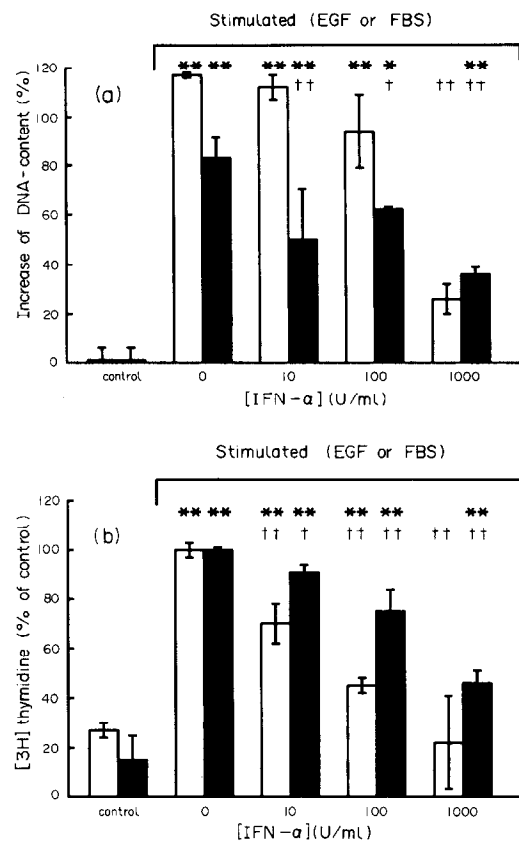 Stimulated (EGF or FBS)
** ** ** ** ** * **
†† † †† ††
(a)
Increase of DNA-content (%)
120
100
80
60
40
20
0
control 0 10 100 1000
[IFN-α] (U/ml)
Stimulated (EGF or FBS)
** ** ** ** ** ** **
†† † †† †† †† ††
(b)
[3H] thymidine (% of control)
120
100
80
60
40
20
0
control 0 10 100 1000
[IFN-α](U/ml)